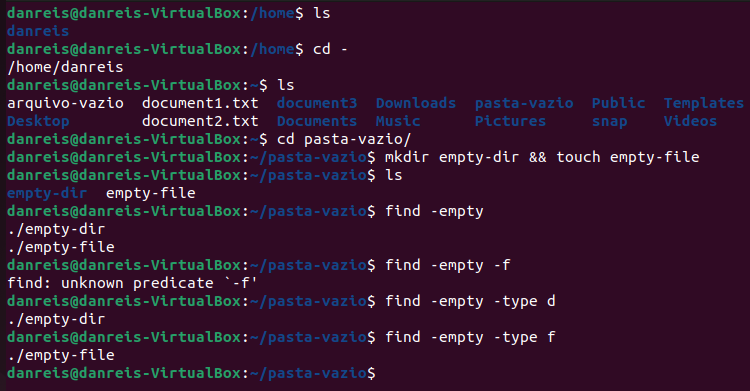 danreis@danreis-VirtualBox:/home$ ls
danreis
danreis@danreis-VirtualBox:/home$ cd -
/home/danreis
danreis@danreis-VirtualBox:~$ ls
arquivo-vazio  document1.txt  document3  Downloads  pasta-vazio  Public  Templates
Desktop        document2.txt  Documents  Music      Pictures     snap    Videos
danreis@danreis-VirtualBox:~$ cd pasta-vazio/
danreis@danreis-VirtualBox:~/pasta-vazio$ mkdir empty-dir && touch empty-file
danreis@danreis-VirtualBox:~/pasta-vazio$ ls
empty-dir  empty-file
danreis@danreis-VirtualBox:~/pasta-vazio$ find -empty
./empty-dir
./empty-file
danreis@danreis-VirtualBox:~/pasta-vazio$ find -empty -f
find: unknown predicate `-f'
danreis@danreis-VirtualBox:~/pasta-vazio$ find -empty -type d
./empty-dir
danreis@danreis-VirtualBox:~/pasta-vazio$ find -empty -type f
./empty-file
danreis@danreis-VirtualBox:~/pasta-vazio$